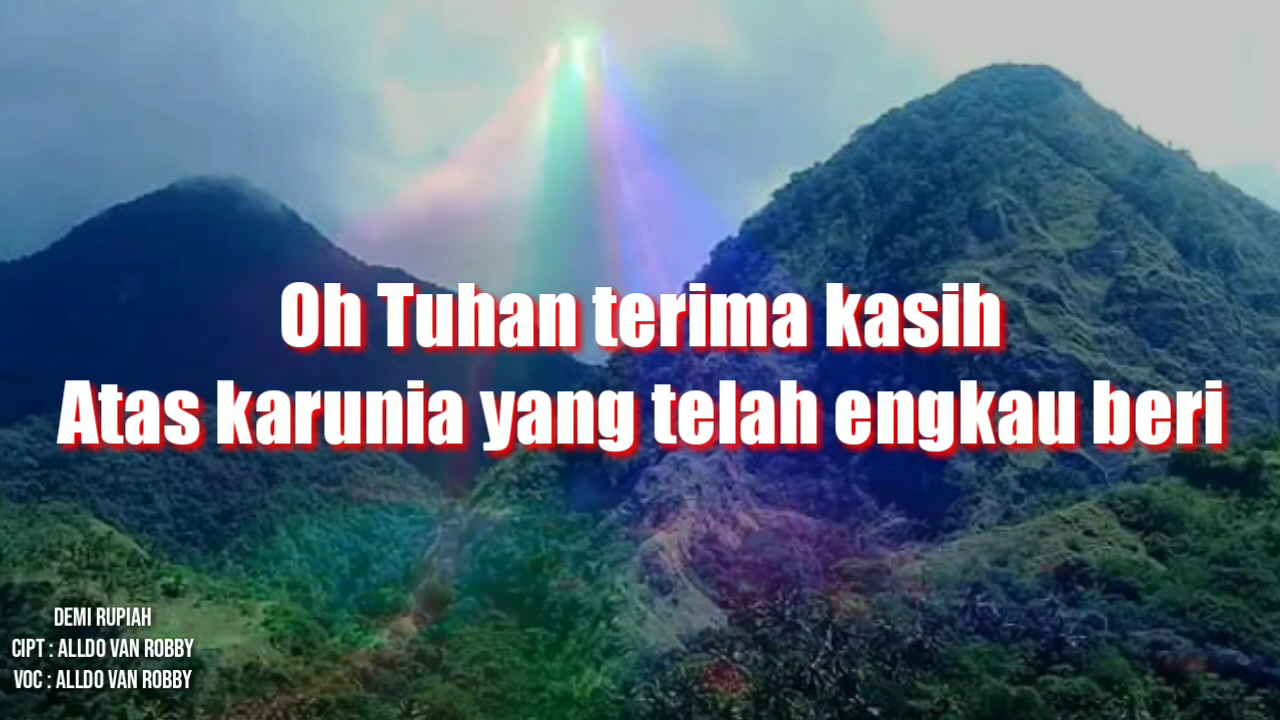 Oh Tuhan terima kasih
Atas karunia yang telah engkau beri
DEMI RUPIAH
CIPT : ALLDO VAN ROBBY
VOC : ALLDO VAN ROBBY